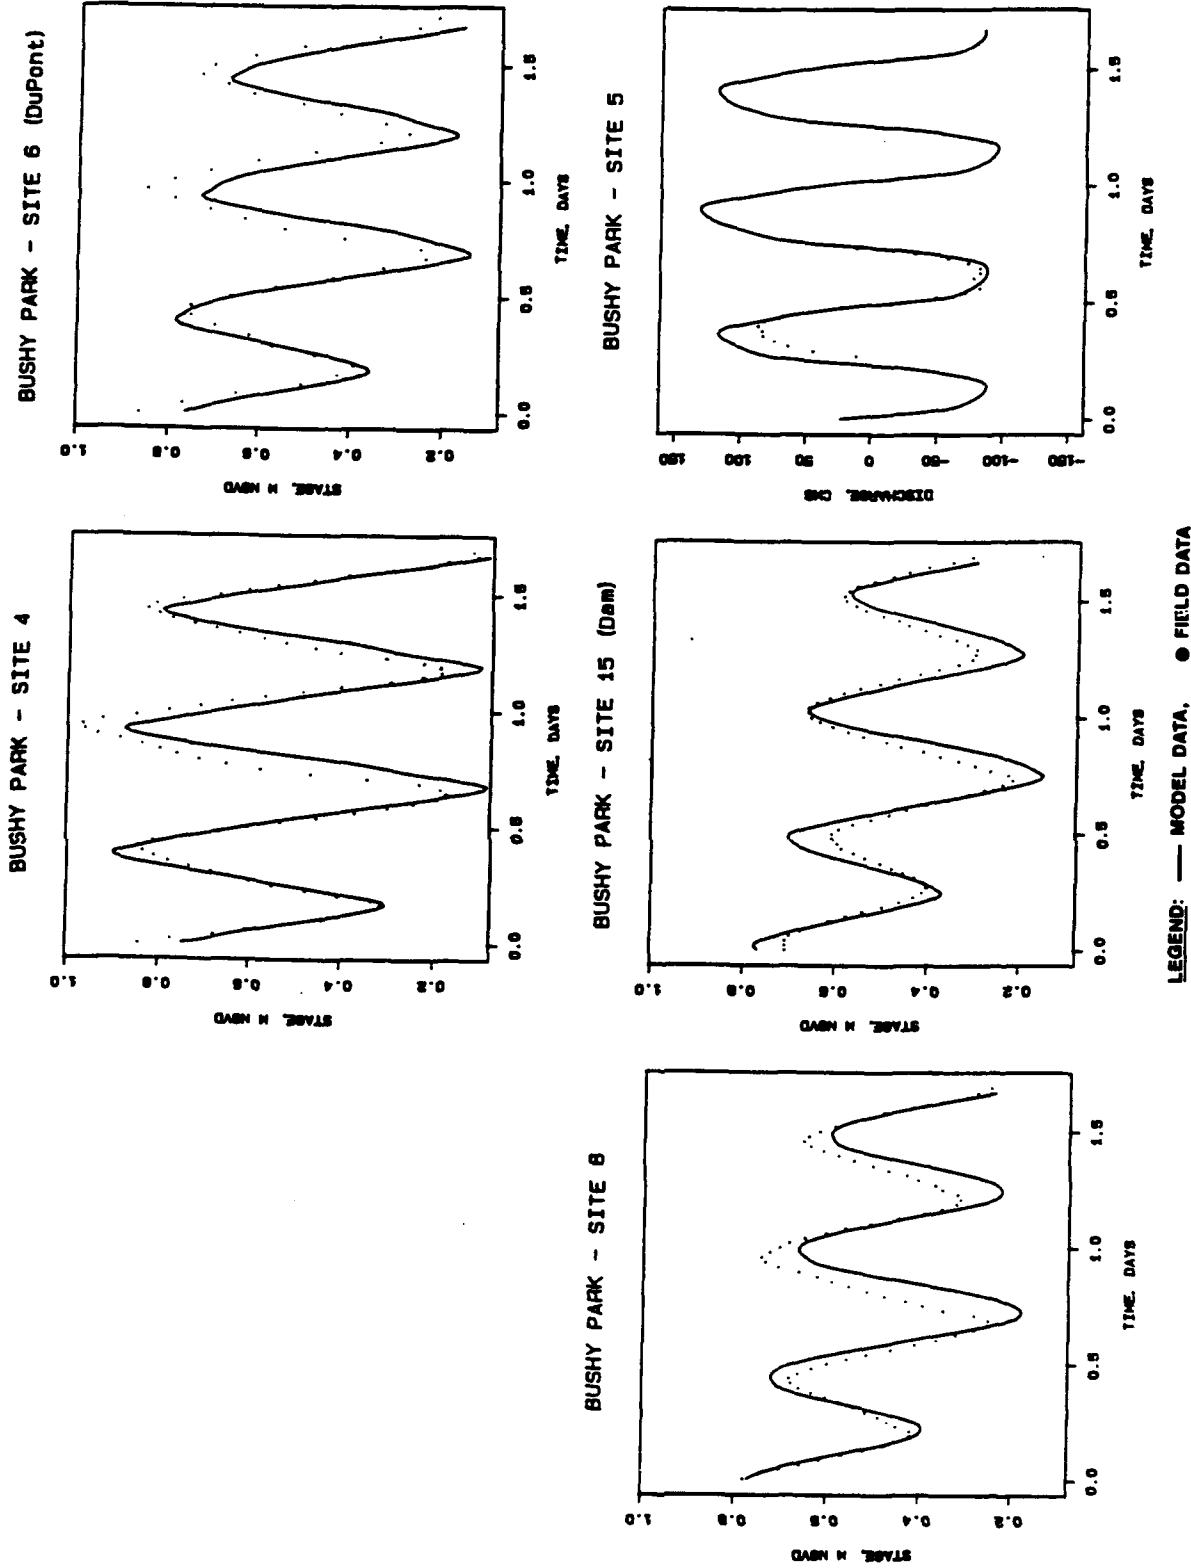 BUSHY PARK - SITE 4
STAGE, M NGVD
1.0
0.8
0.6
0.4
0.2
0.0 0.5 1.0 1.5
TIME, DAYS
BUSHY PARK - SITE 6 (DuPont)
STAGE, M NGVD
1.0
0.8
0.6
0.4
0.2
0.0 0.5 1.0 1.5
TIME, DAYS
BUSHY PARK - SITE 8
STAGE, M NGVD
1.0
0.8
0.6
0.4
0.2
0.0 0.5 1.0 1.5
TIME, DAYS
BUSHY PARK - SITE 15 (Dam)
STAGE, M NGVD
1.0
0.8
0.6
0.4
0.2
0.0 0.5 1.0 1.5
TIME, DAYS
BUSHY PARK - SITE 5
DISCHARGE, CMS
150
100
50
0
-50
-100
-150
0.0 0.5 1.0 1.5
TIME, DAYS
LEGEND: — MODEL DATA, ● FIELD DATA